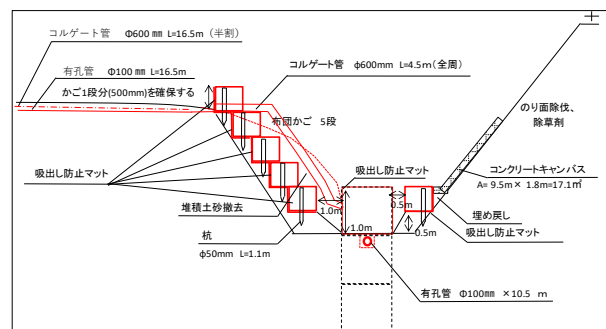 コルゲート管 Φ600㎜ L=16.5m (半割)
有孔管 Φ100㎜ L=16.5m
かご1段分(500mm)を確保する
コルゲート管 φ600mm L=4.5m(全周)
布団かご 5段
のり面除伐、
除草剤
吸出し防止マット
吸出し防止マット
コンクリートキャンバス
A= 9.5m× 1.8m=17.1㎡
堆積土砂撤去
1.0m
1.0m
0.5m
0.5m
埋め戻し
吸出し防止マット
杭
φ50mm L=1.1m
有孔管 Φ100㎜ ×10.5 m